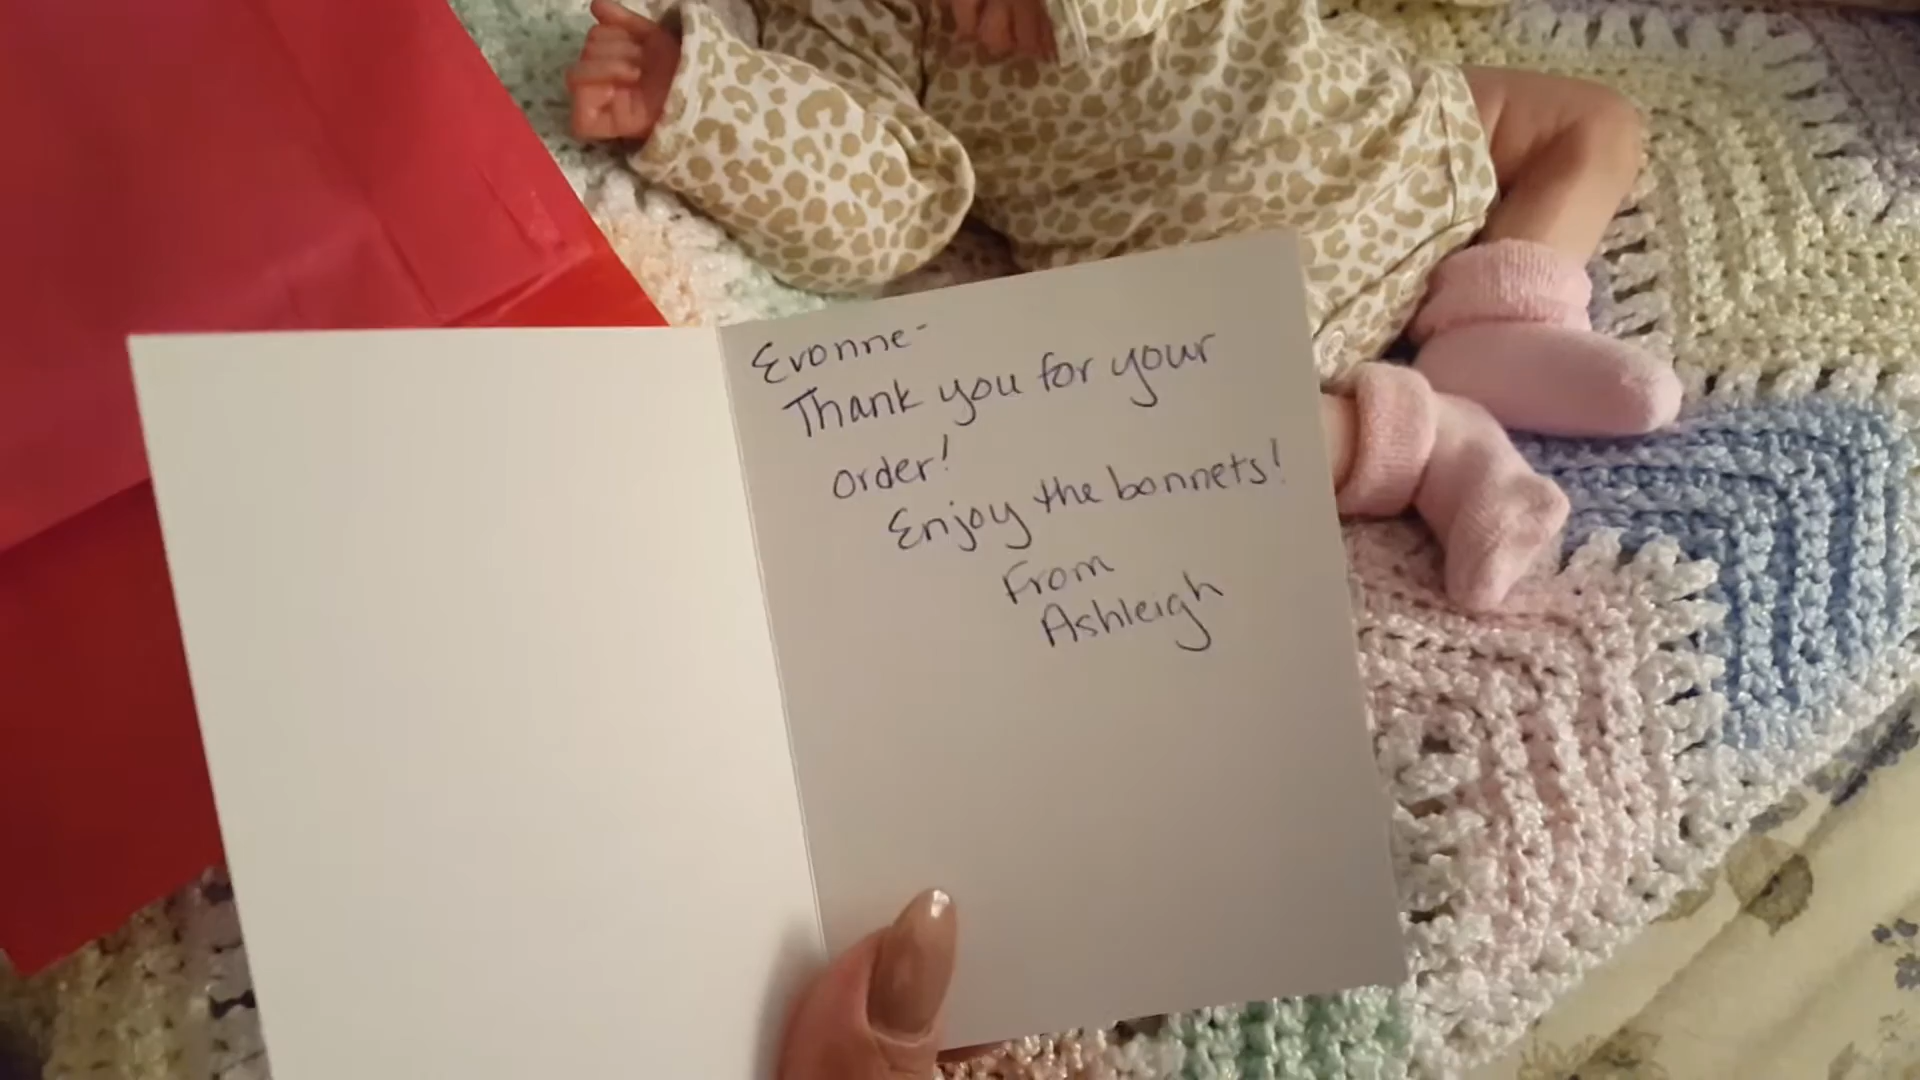 Evonne-
Thank you for your
order!
Enjoy the bonnets!
From
Ashleigh